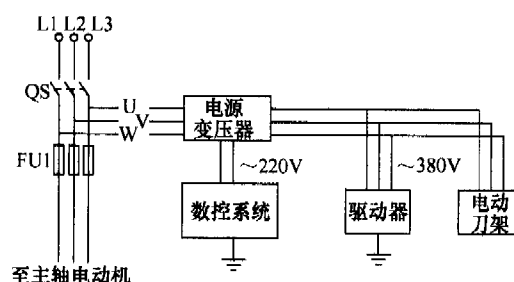 L1 L2 L3
QS
U
V
W
FU1
电源
变压器
~220V
~380V
数控系统
驱动器
电动
刀架
至主轴电动机